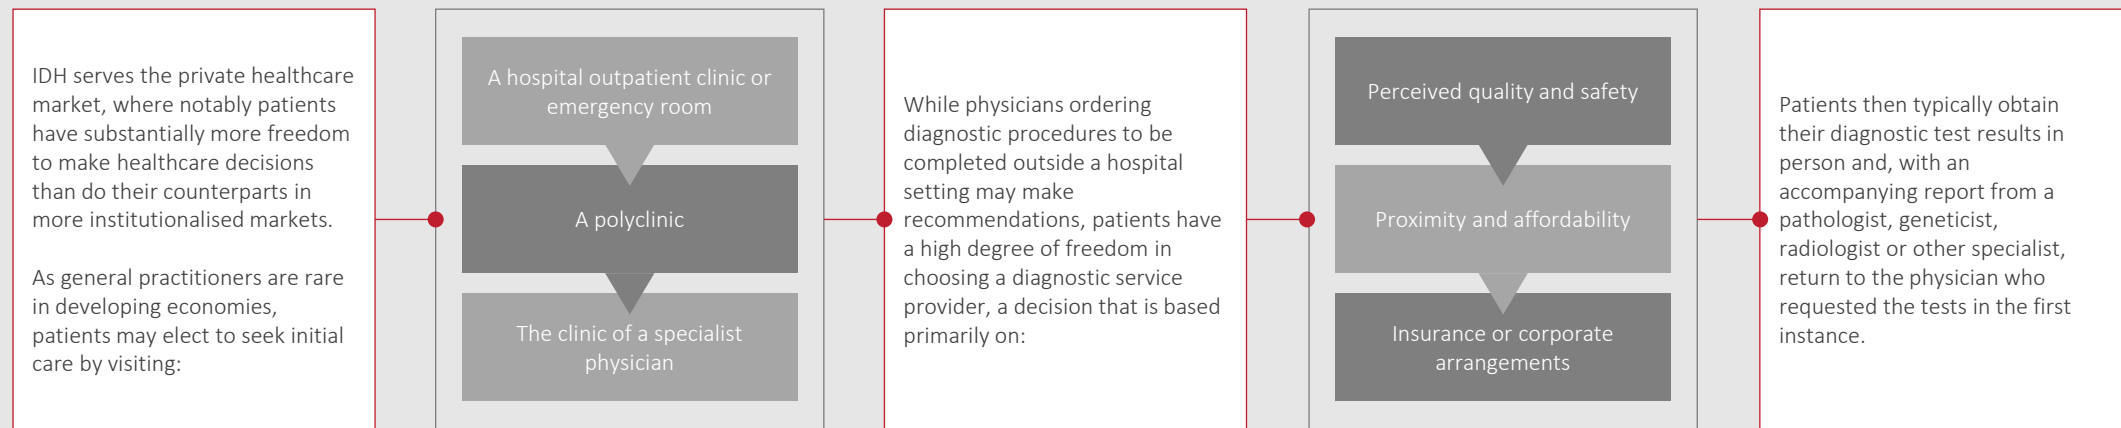 IDH serves the private healthcare
market, where notably patients
have substantially more freedom
to make healthcare decisions
than do their counterparts in
more institutionalised markets.
As general practitioners are rare
in developing economies,
patients may elect to seek initial
care by visiting:
A hospital outpatient clinic or
emergency room
A polyclinic
The clinic of a specialist
physician
While physicians ordering
diagnostic procedures to be
completed outside a hospital
setting may make
recommendations, patients have
a high degree of freedom in
choosing a diagnostic service
provider, a decision that is based
primarily on:
Perceived quality and safety
Proximity and affordability
Insurance or corporate
arrangements
Patients then typically obtain
their diagnostic test results in
person and, with an
accompanying report from a
pathologist, geneticist,
radiologist or other specialist,
return to the physician who
requested the tests in the first
instance.